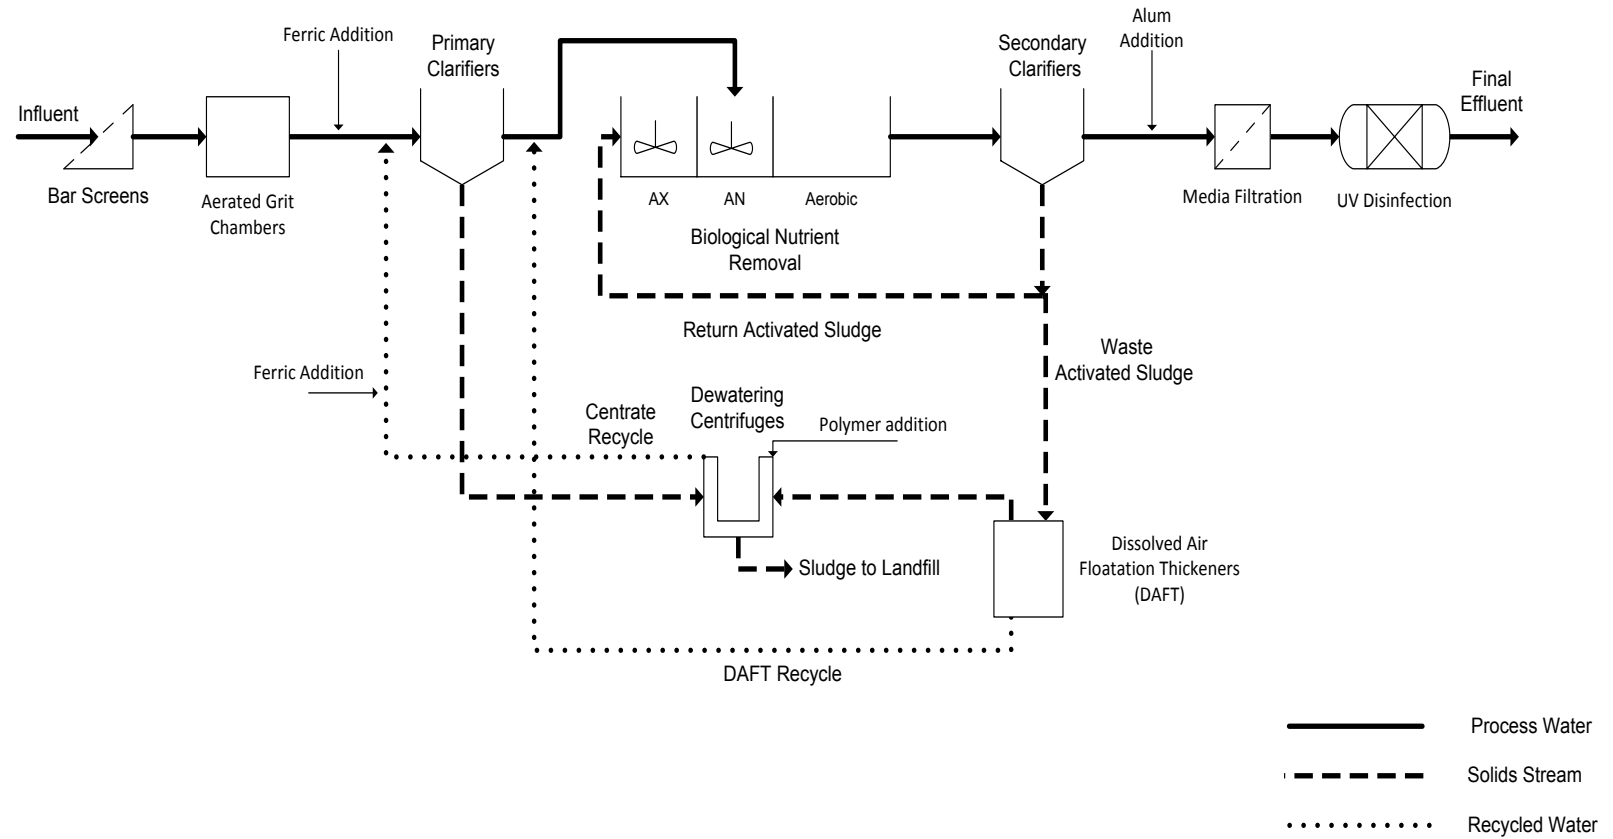 Ferric Addition
Primary
Clarifiers
Secondary
Clarifiers
Alum
Addition
Final
Effluent
Influent
Bar Screens
Aerated Grit
Chambers
AX
AN
Aerobic
Media Filtration
UV Disinfection
Biological Nutrient
Removal
Return Activated Sludge
Waste
Activated Sludge
Ferric Addition
Centrate
Recycle
Dewatering
Centrifuges
Polymer addition
Sludge to Landfill
Dissolved Air
Floatation Thickeners
(DAFT)
DAFT Recycle
Process Water
Solids Stream
Recycled Water